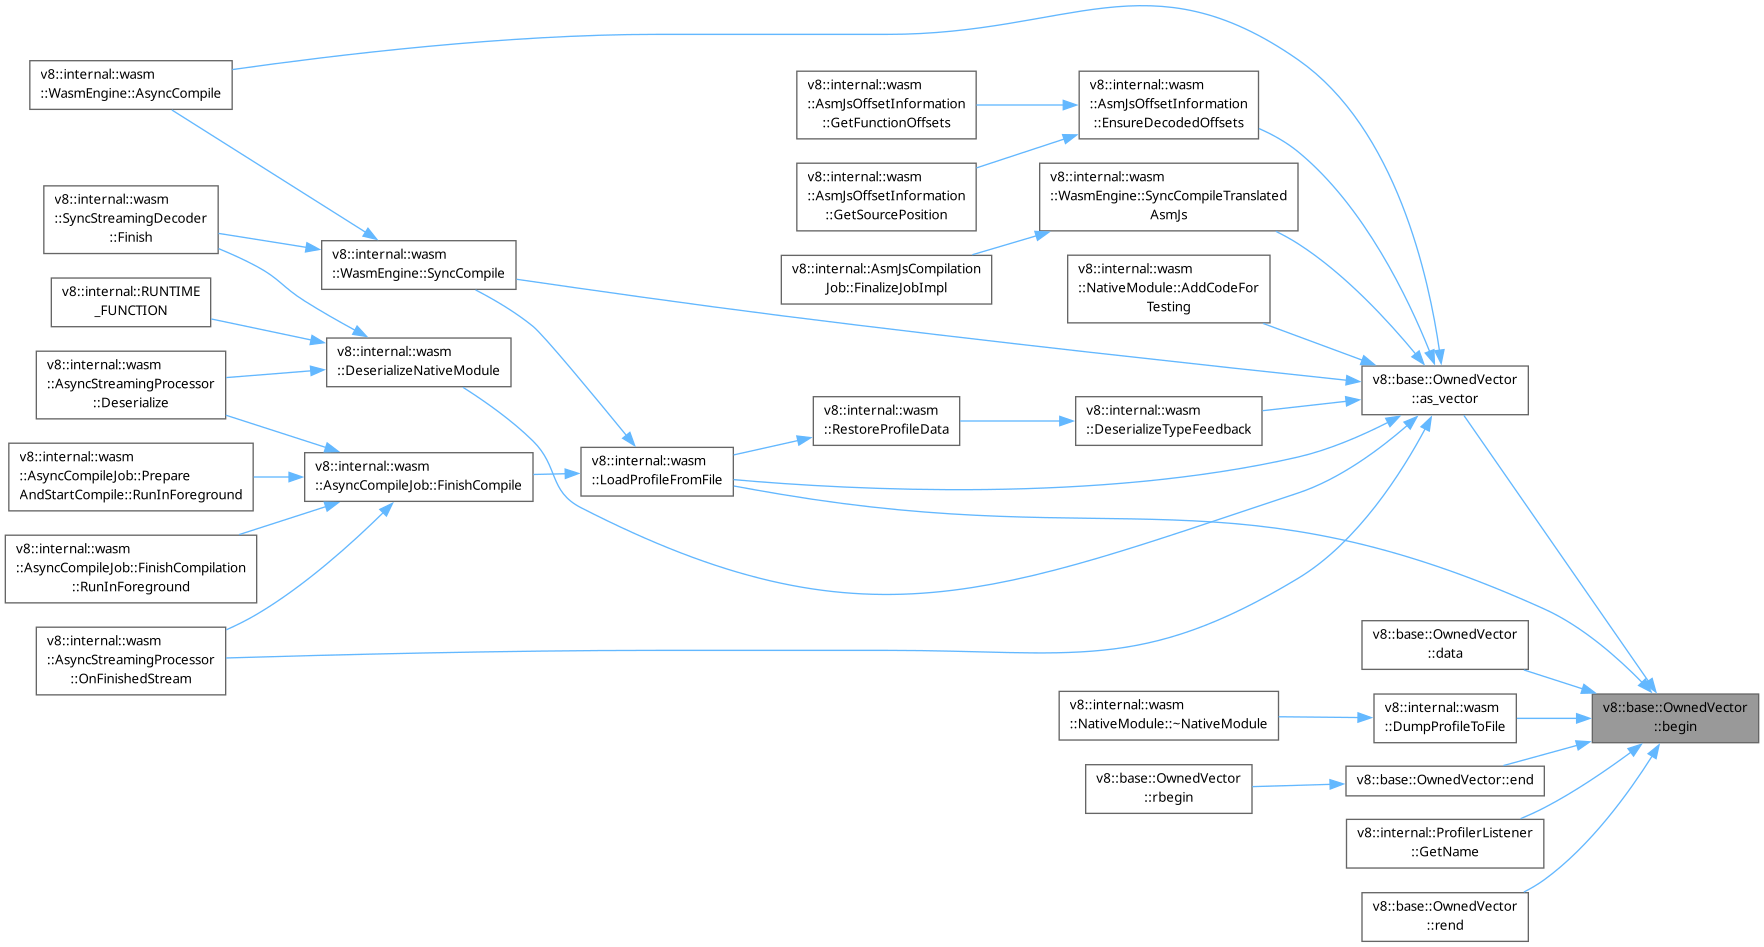 v8::internal::wasm
::WasmEngine::AsyncCompile
v8::internal::wasm
::SyncStreamingDecoder
::Finish
v8::internal::RUNTIME
_FUNCTION
v8::internal::wasm
::AsyncStreamingProcessor
::Deserialize
v8::internal::wasm
::AsyncCompileJob::Prepare
AndStartCompile::RunInForeground
v8::internal::wasm
::AsyncCompileJob::FinishCompilation
::RunInForeground
v8::internal::wasm
::AsyncStreamingProcessor
::OnFinishedStream
v8::internal::wasm
::WasmEngine::SyncCompile
v8::internal::wasm
::DeserializeNativeModule
v8::internal::wasm
::AsyncCompileJob::FinishCompile
v8::internal::wasm
::LoadProfileFromFile
v8::internal::wasm
::AsmJsOffsetInformation
::GetFunctionOffsets
v8::internal::wasm
::AsmJsOffsetInformation
::GetSourcePosition
v8::internal::AsmJsCompilation
Job::FinalizeJobImpl
v8::internal::wasm
::RestoreProfileData
v8::internal::wasm
::AsmJsOffsetInformation
::EnsureDecodedOffsets
v8::internal::wasm
::WasmEngine::SyncCompileTranslated
AsmJs
v8::internal::wasm
::NativeModule::AddCodeFor
Testing
v8::internal::wasm
::DeserializeTypeFeedback
v8::internal::wasm
::NativeModule::~NativeModule
v8::base::OwnedVector
::rbegin
v8::base::OwnedVector
::as_vector
v8::base::OwnedVector
::data
v8::internal::wasm
::DumpProfileToFile
v8::base::OwnedVector::end
v8::internal::ProfilerListener
::GetName
v8::base::OwnedVector
::rend
v8::base::OwnedVector
::begin